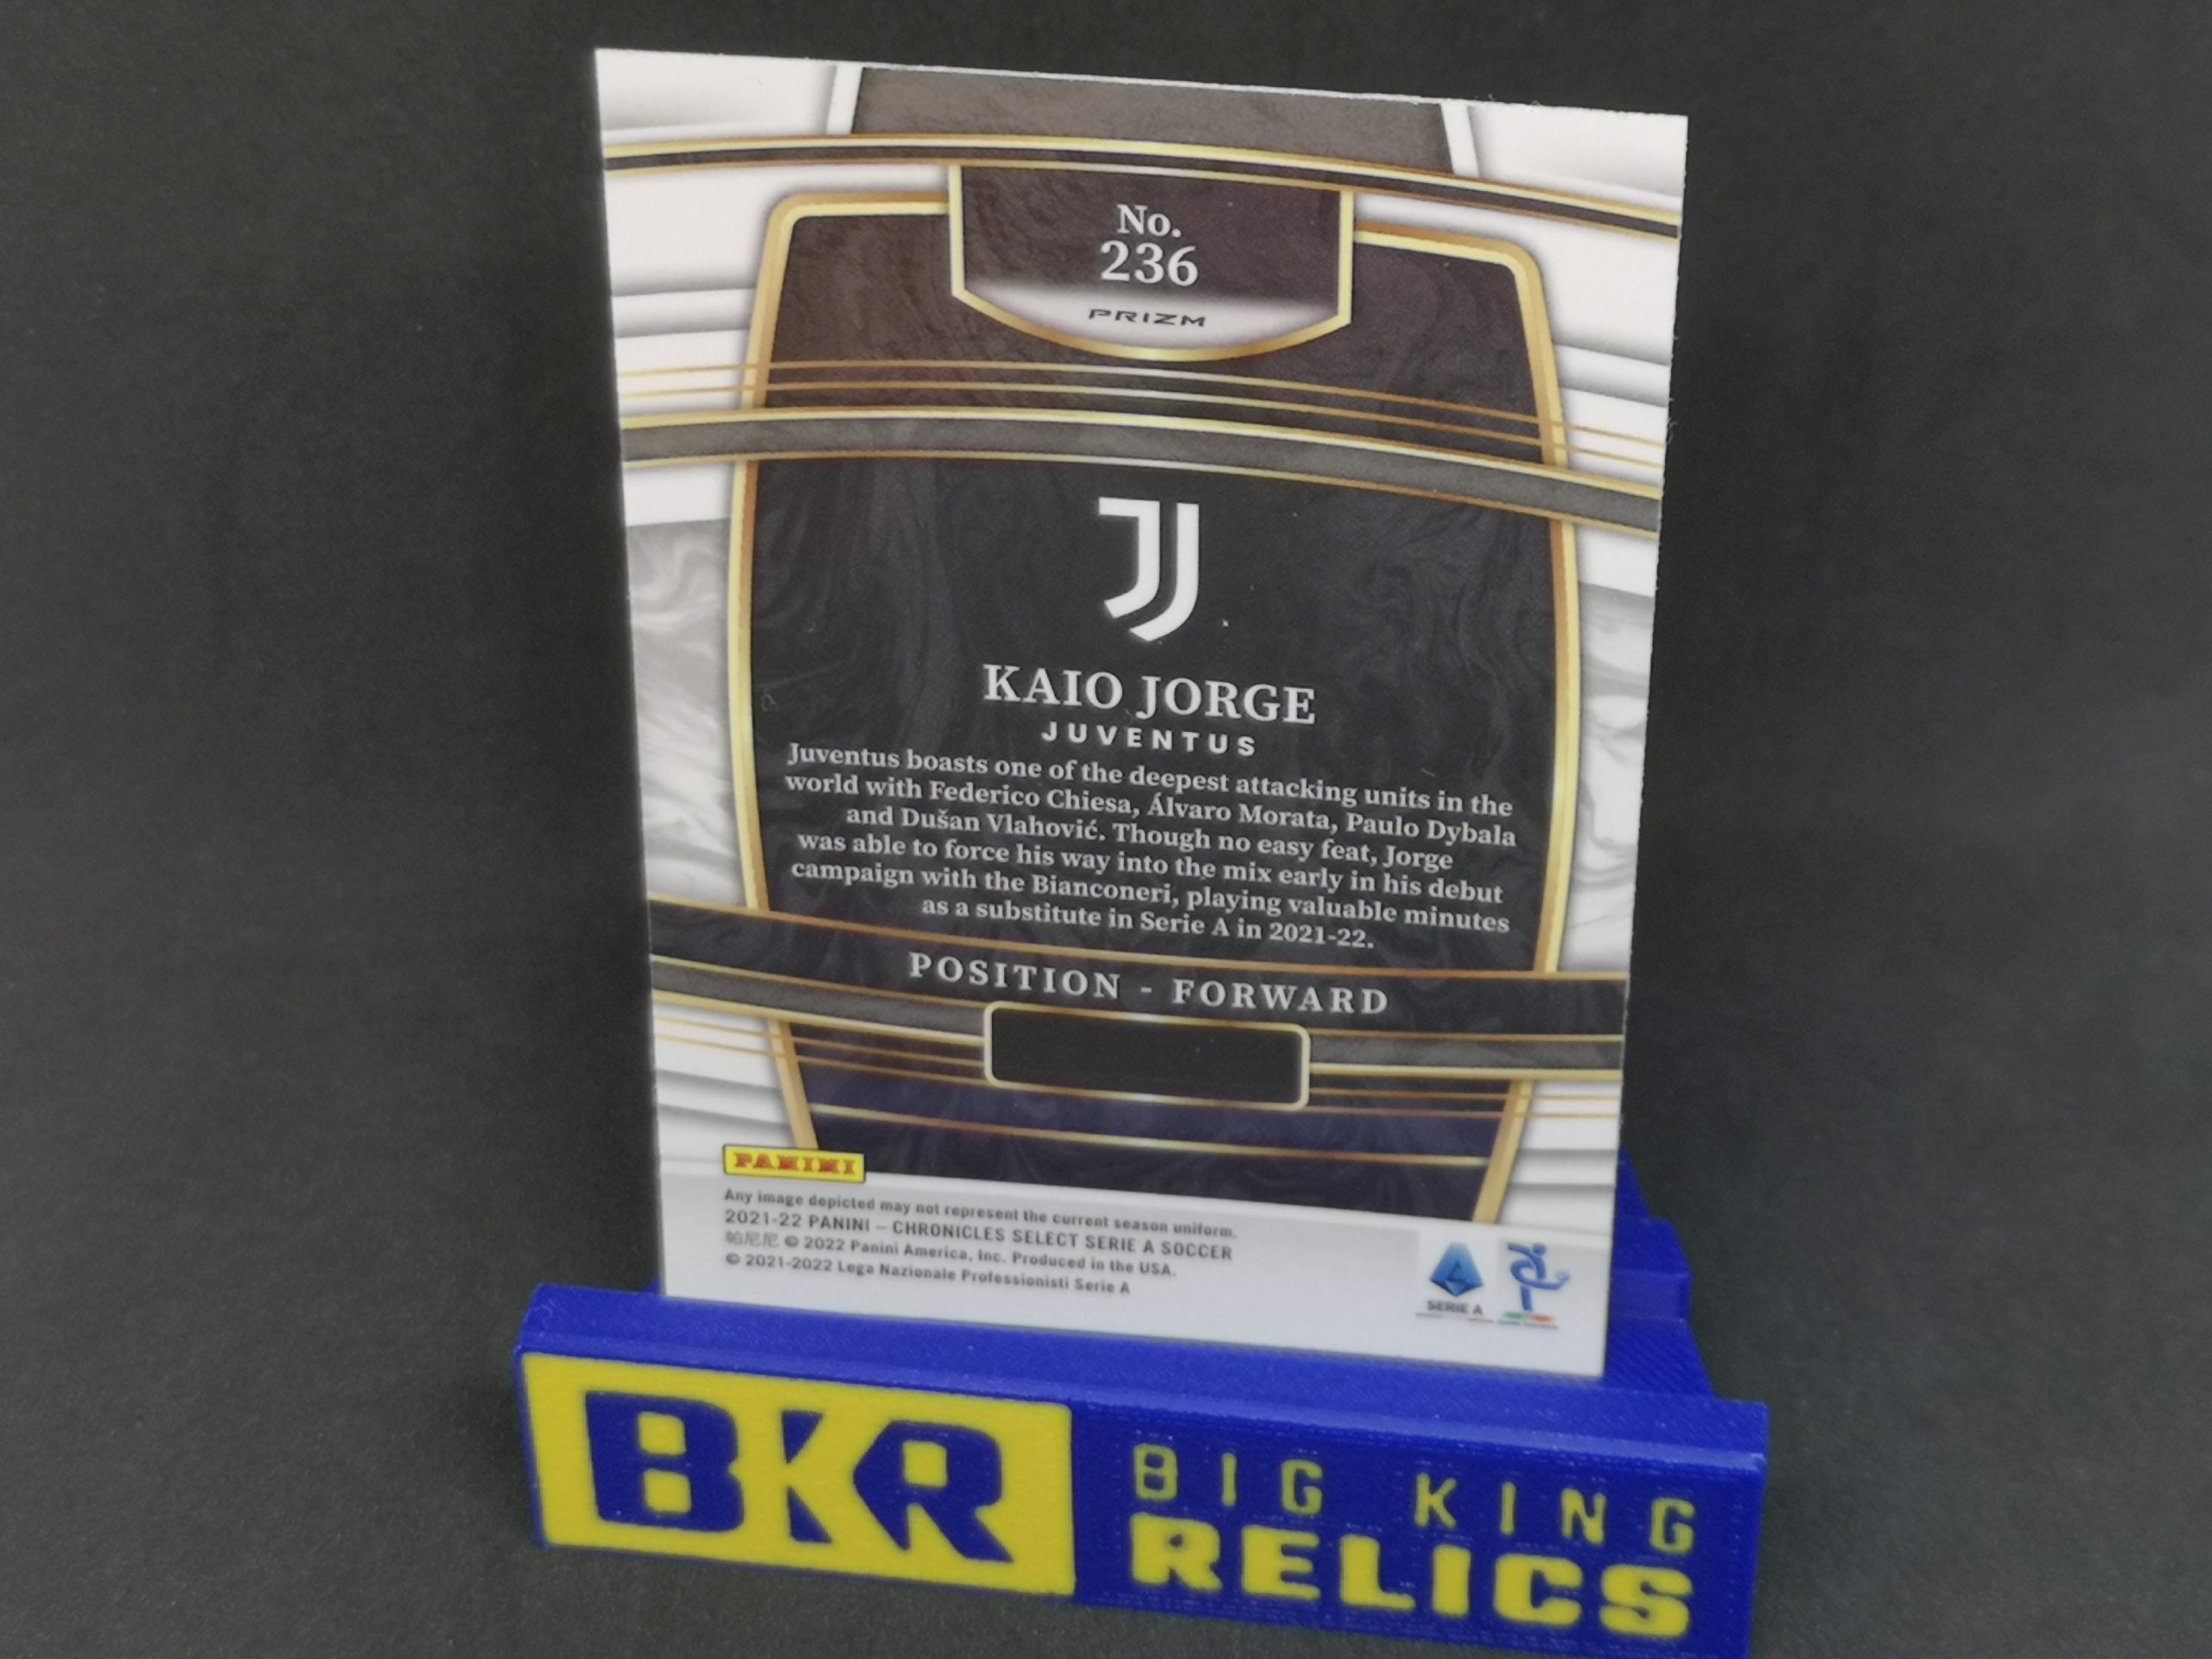 No.
236
PRIZM
KAIO JORGE
JUVENTUS
Juventus boasts one of the deepest attacking units in the
world with Federico Chiesa, Álvaro Morata, Paulo Dybala
and Dušan Vlahović. Though no easy feat, Jorge
was able to force his way into the mix early in his debut
campaign with the Bianconeri, playing valuable minutes
as a substitute in Serie A in 2021-22.
POSITION - FORWARD
PANINI
Any image depicted may not represent the current season uniform.
2021-22 PANINI – CHRONICLES SELECT SERIE A SOCCER
帕尼尼 © 2022 Panini America, Inc. Produced in the USA.
© 2021-2022 Lega Nazionale Professionisti Serie A
SERIE A
BKR
BIG KING
RELICS